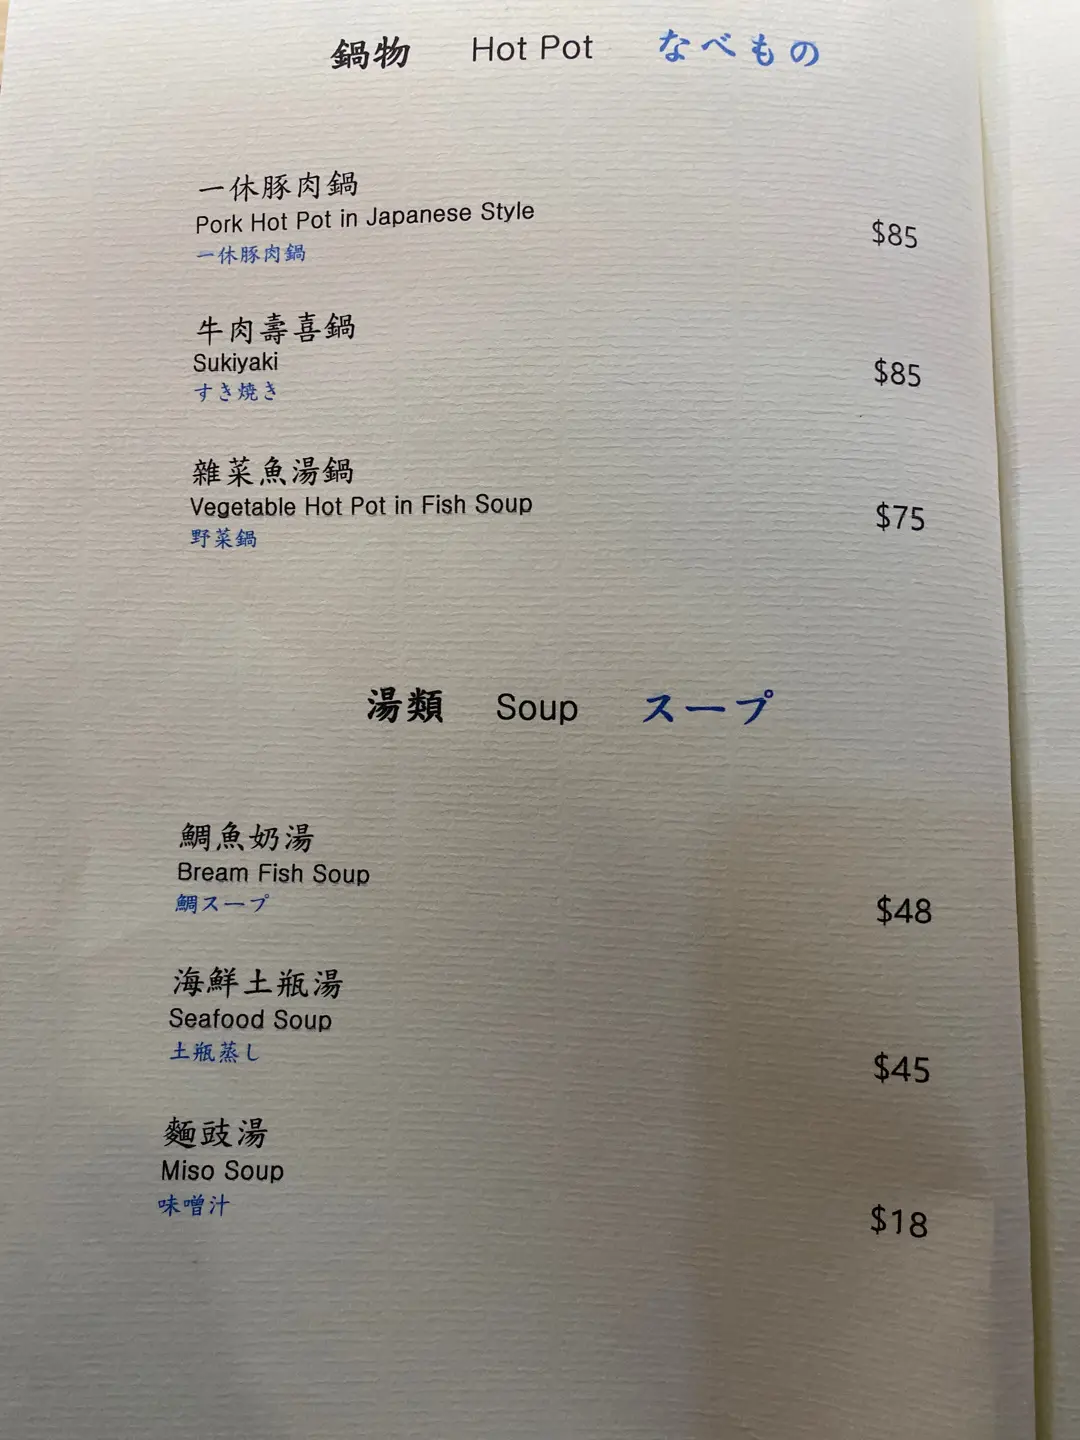 鍋物 Hot Pot なべもの
一休豚肉鍋
Pork Hot Pot in Japanese Style
一休豚肉鍋
$85
牛肉壽喜鍋
Sukiyaki
すき焼き
$85
雜菜魚湯鍋
Vegetable Hot Pot in Fish Soup
野菜鍋
$75
湯類 Soup スープ
鯛魚奶湯
Bream Fish Soup
鯛スープ
$48
海鮮土瓶湯
Seafood Soup
土瓶蒸し
$45
麵豉湯
Miso Soup
味噌汁
$18